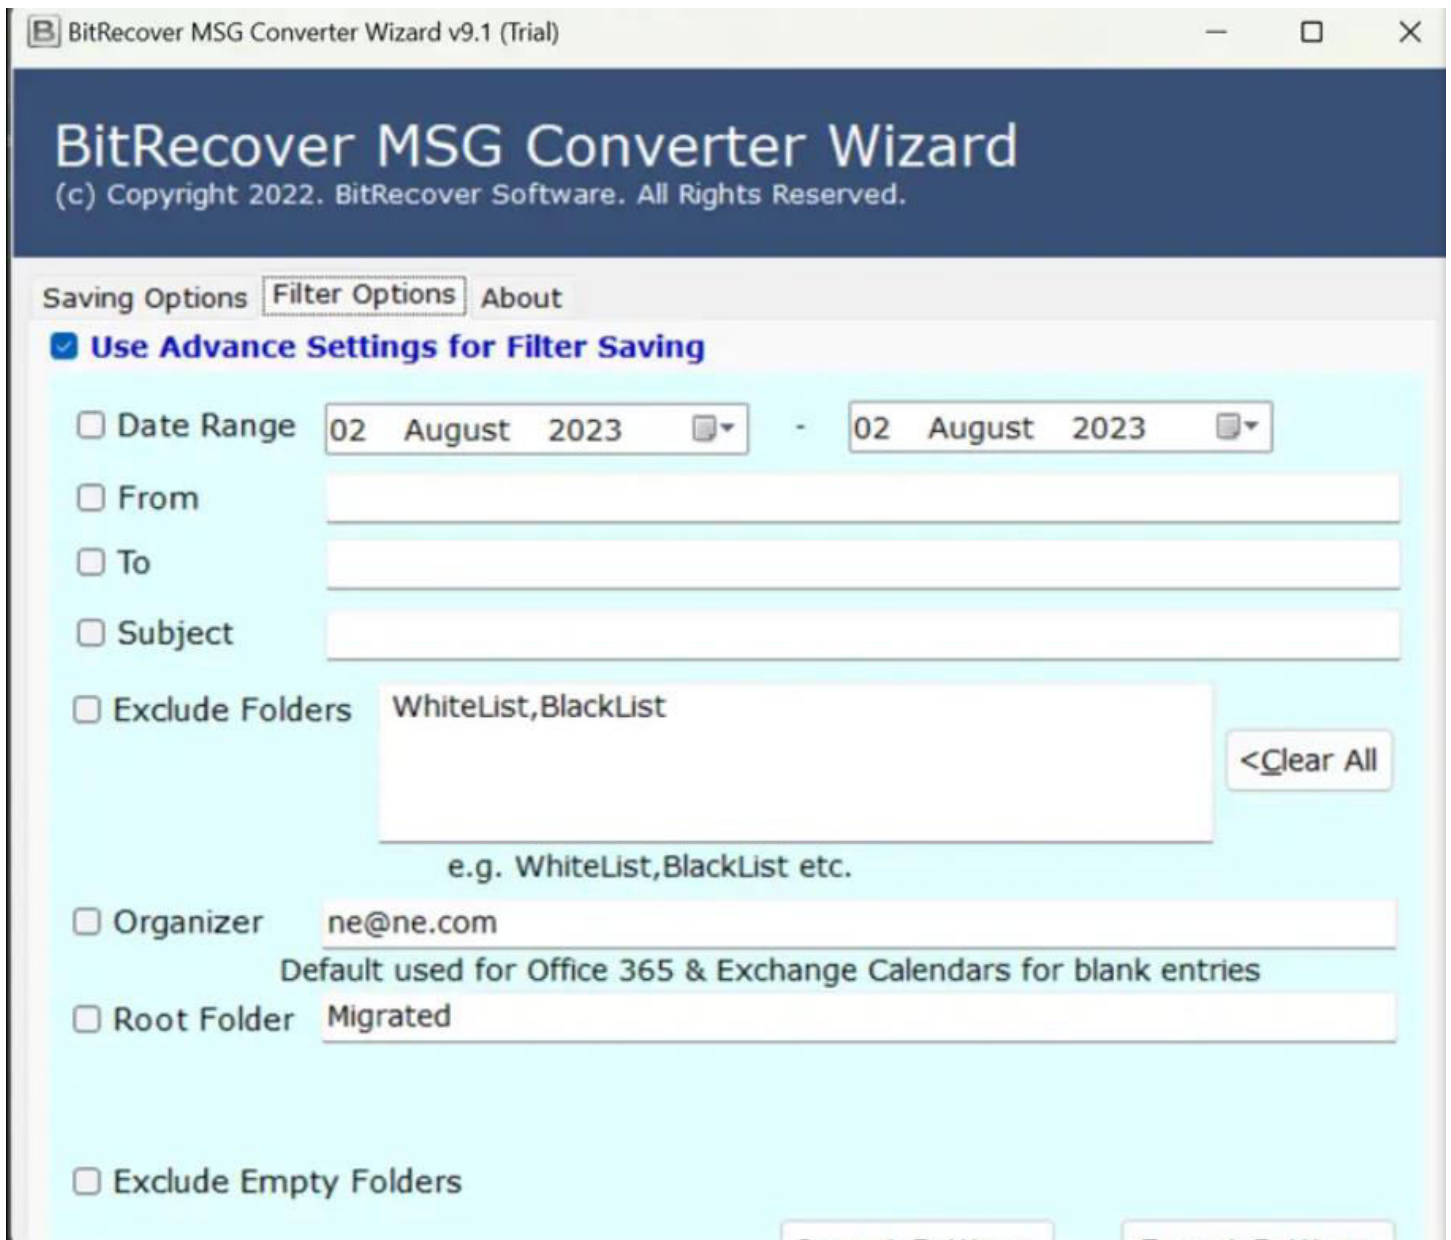 BitRecover MSG Converter Wizard v9.1 (Trial)
BitRecover MSG Converter Wizard
(c) Copyright 2022. BitRecover Software. All Rights Reserved.
Saving Options Filter Options About
Use Advance Settings for Filter Saving
Date Range 02 August 2023 - 02 August 2023
From
To
Subject
Exclude Folders WhiteList,BlackList
<Clear All
e.g. WhiteList,BlackList etc.
Organizer ne@ne.com
Default used for Office 365 & Exchange Calendars for blank entries
Root Folder Migrated
Exclude Empty Folders